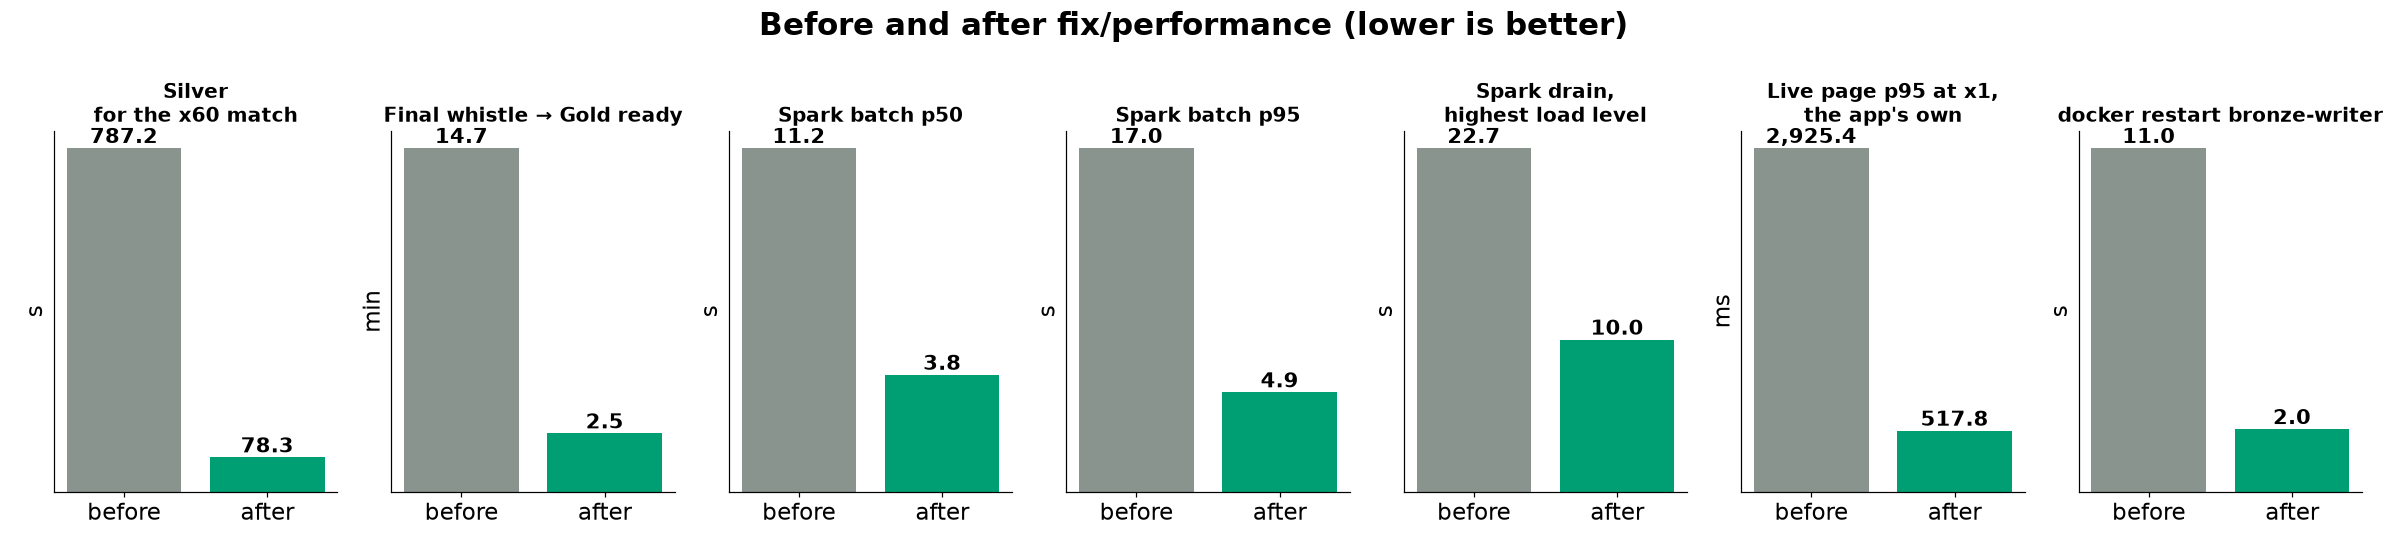 Before and after fix/performance (lower is better)
Silver
for the x60 match
787.2
78.3
s
before
after
Final whistle → Gold ready
14.7
2.5
min
before
after
Spark batch p50
11.2
3.8
s
before
after
Spark batch p95
17.0
4.9
s
before
after
Spark drain,
highest load level
22.7
10.0
s
before
after
Live page p95 at x1,
the app's own
2,925.4
517.8
ms
before
after
docker restart bronze-writer
11.0
2.0
s
before
after